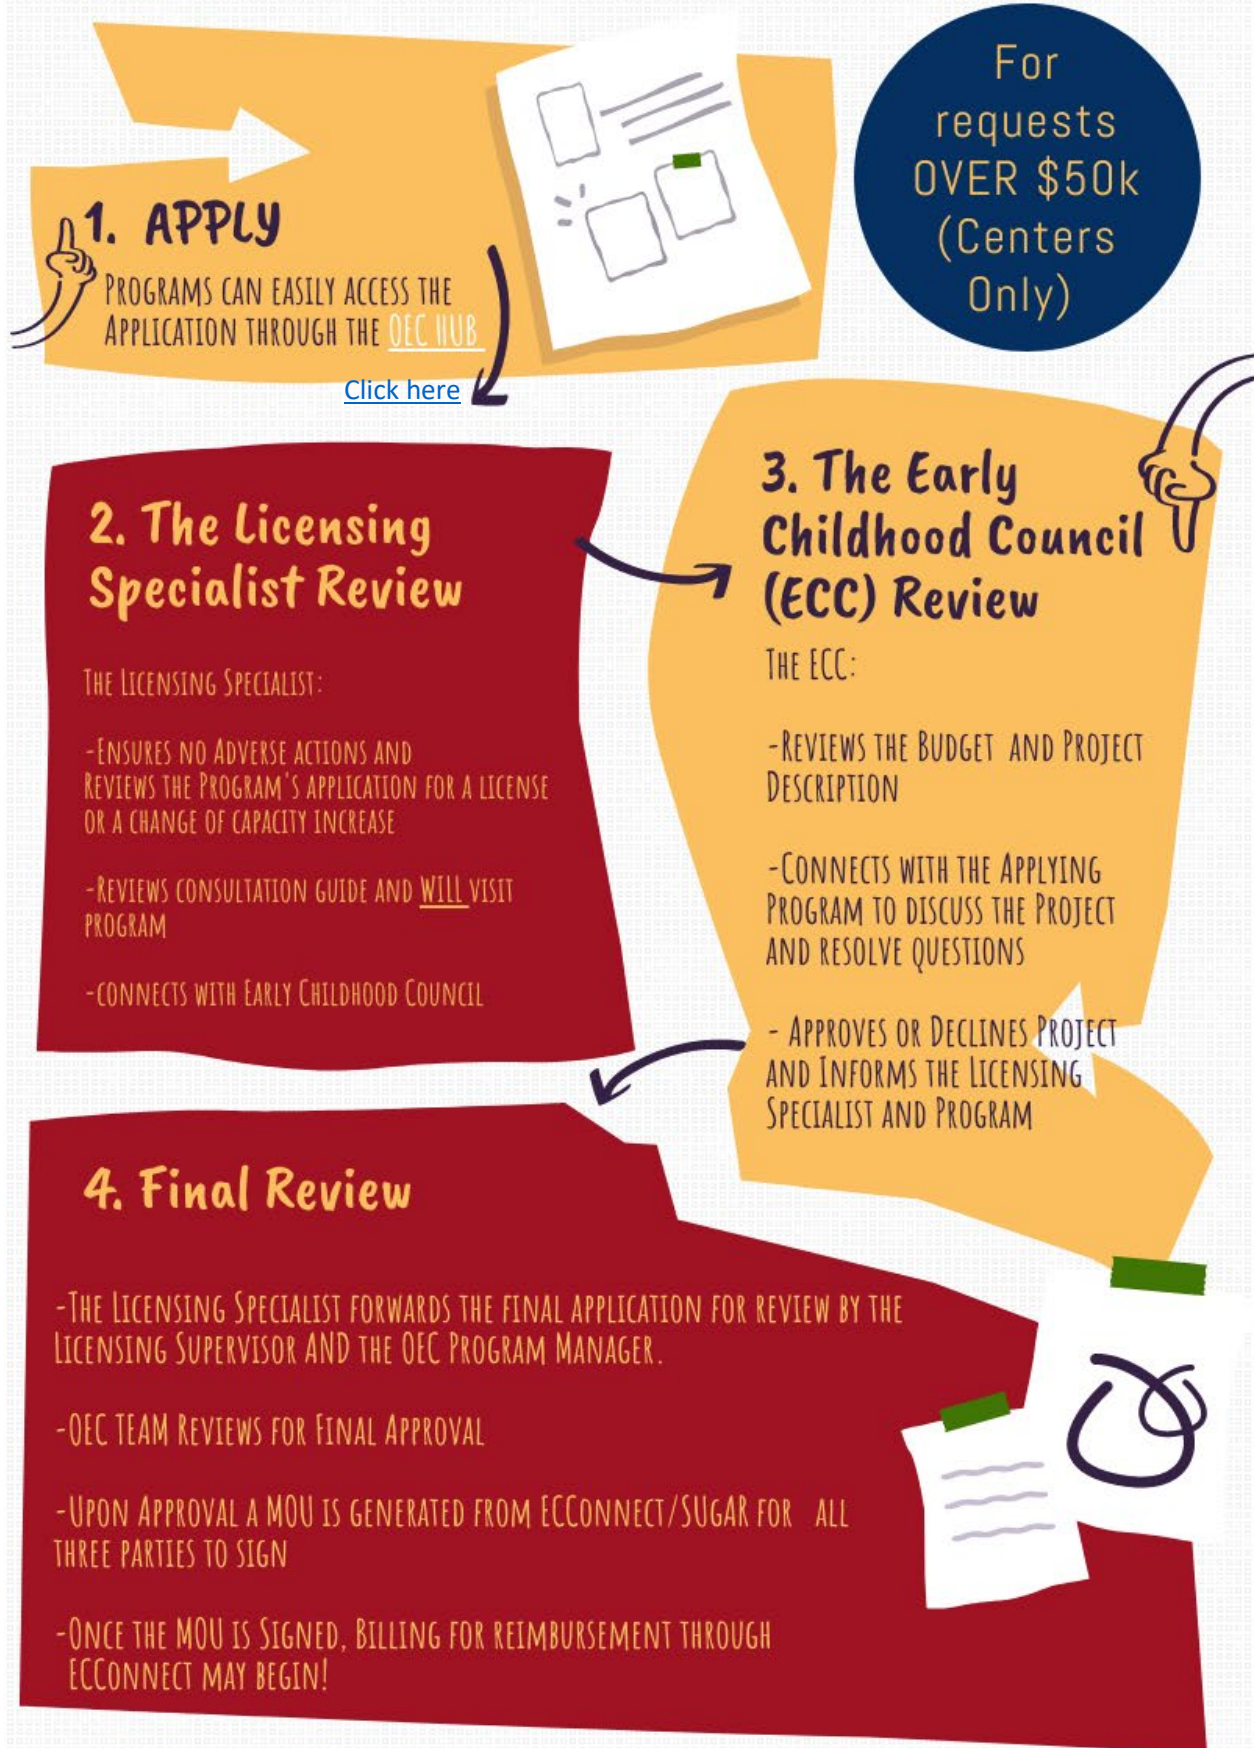 For
requests
OVER $50k
(Centers
Only)
1. APPLY
PROGRAMS CAN EASILY ACCESS THE
APPLICATION THROUGH THE OEC HUB
Click here
2. The Licensing
Specialist Review
THE LICENSING SPECIALIST:
-ENSURES NO ADVERSE ACTIONS AND
REVIEWS THE PROGRAM'S APPLICATION FOR A LICENSE
OR A CHANGE OF CAPACITY INCREASE
-REVIEWS CONSULTATION GUIDE AND WILL VISIT
PROGRAM
-CONNECTS WITH EARLY CHILDHOOD COUNCIL
3. The Early
Childhood Council
(ECC) Review
THE ECC:
-REVIEWS THE BUDGET AND PROJECT
DESCRIPTION
-CONNECTS WITH THE APPLYING
PROGRAM TO DISCUSS THE PROJECT
AND RESOLVE QUESTIONS
- APPROVES OR DECLINES PROJECT
AND INFORMS THE LICENSING
SPECIALIST AND PROGRAM
4. Final Review
-THE LICENSING SPECIALIST FORWARDS THE FINAL APPLICATION FOR REVIEW BY THE
LICENSING SUPERVISOR AND THE OEC PROGRAM MANAGER.
-OEC TEAM REVIEWS FOR FINAL APPROVAL
-UPON APPROVAL A MOU IS GENERATED FROM ECCONNECT/SUGAR FOR ALL
THREE PARTIES TO SIGN
-ONCE THE MOU IS SIGNED, BILLING FOR REIMBURSEMENT THROUGH
ECCONNECT MAY BEGIN!